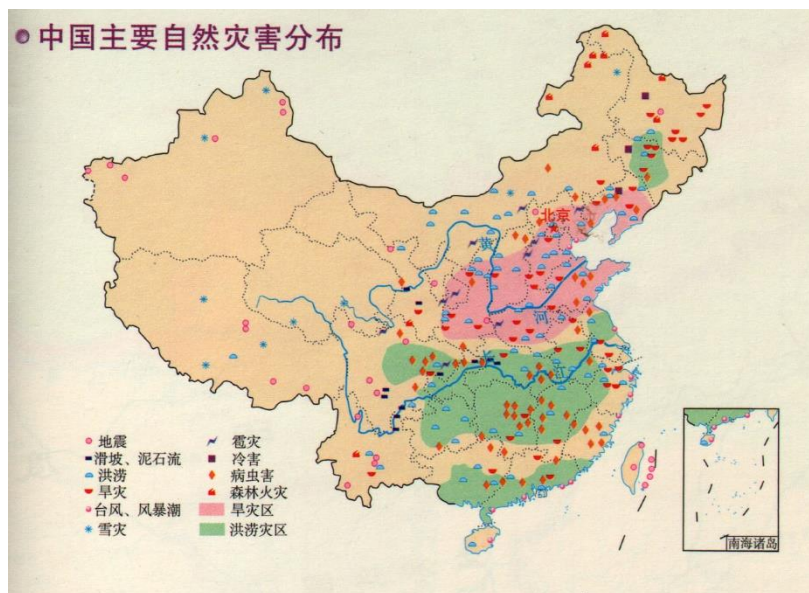 中国主要自然灾害分布
北京
黄
河
长
江
地震
滑坡、泥石流
洪涝
旱灾
台风、风暴潮
雪灾
雹灾
冷害
病虫害
森林火灾
旱灾区
洪涝灾区
南海诸岛